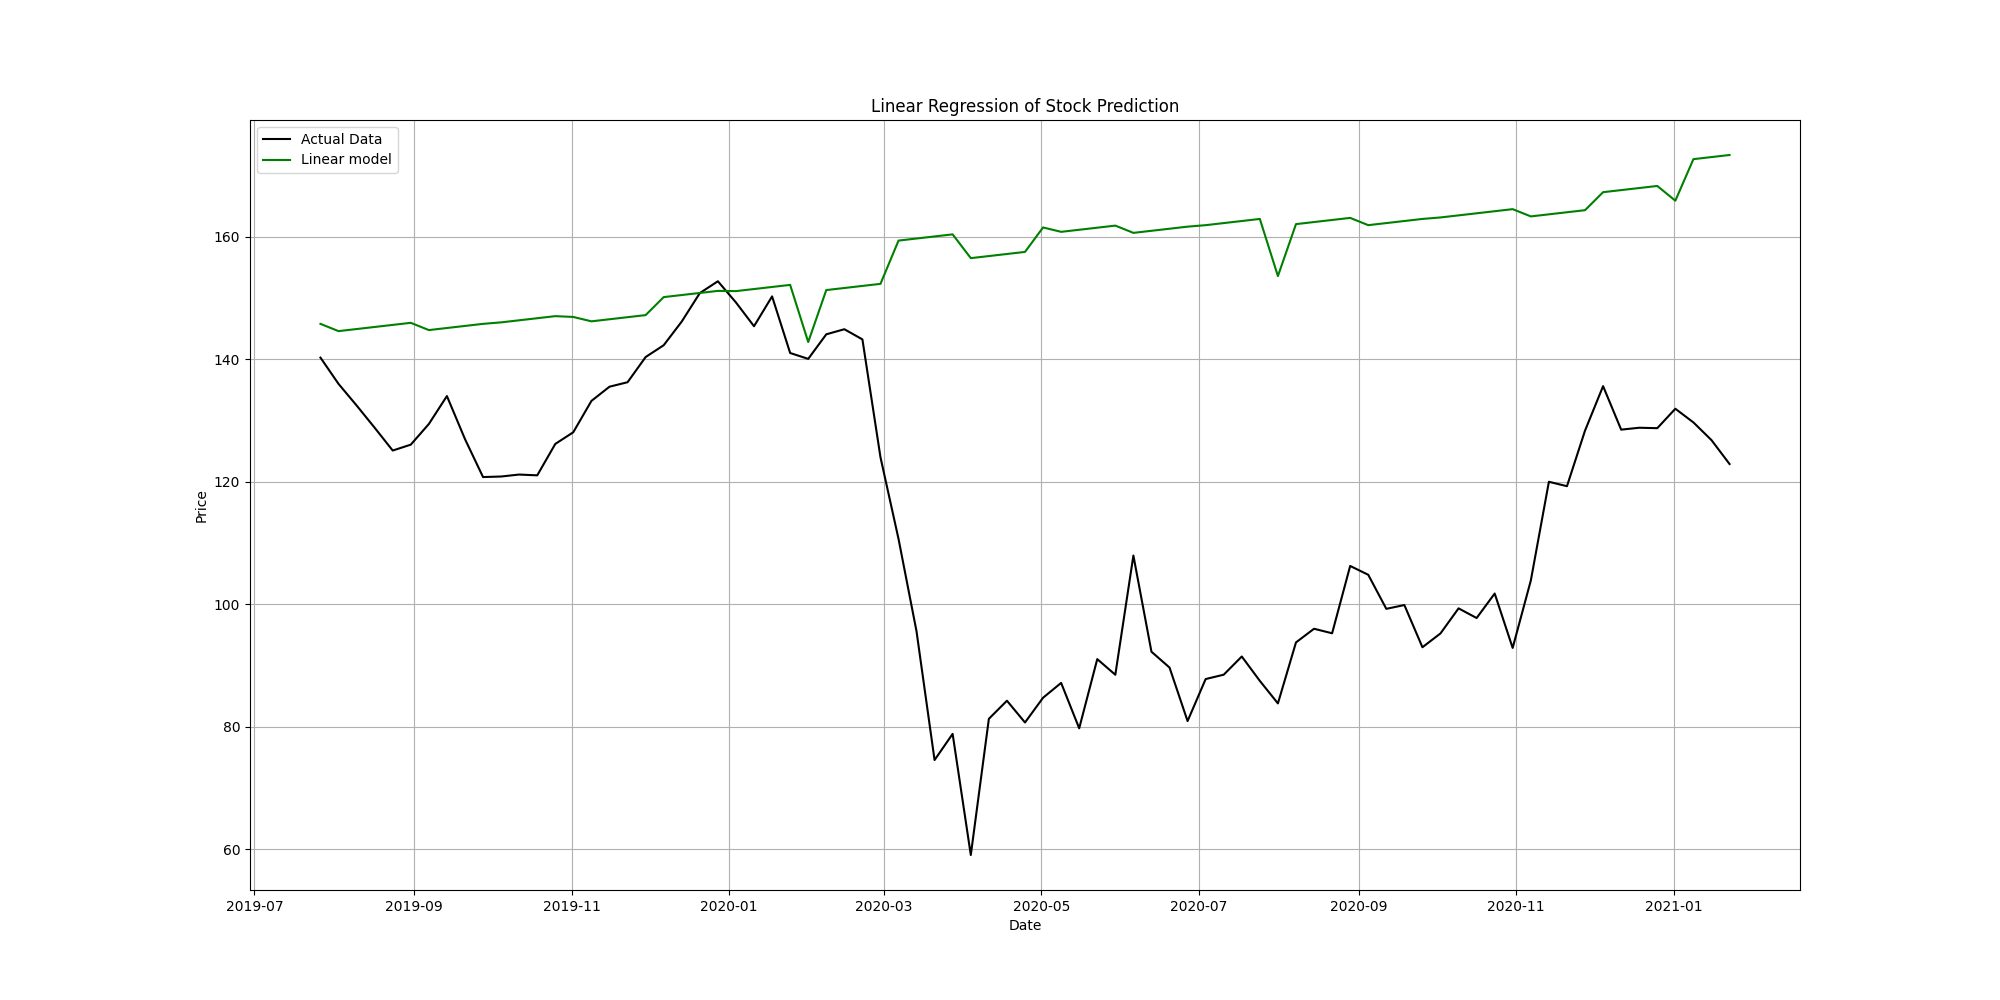 Linear Regression of Stock Prediction
Actual Data
Linear model
160
140
120
100
80
60
Price
2019-07 2019-09 2019-11 2020-01 2020-03 2020-05 2020-07 2020-09 2020-11 2021-01
Date